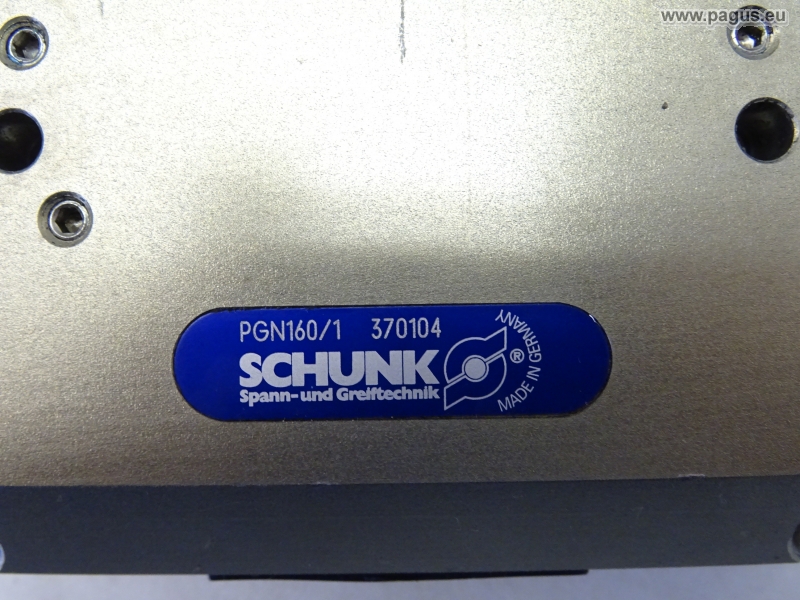 www.pagus.eu
PGN160/1 370104
SCHUNK
Spann-und Greiftechnik
® MADE IN GERMANY